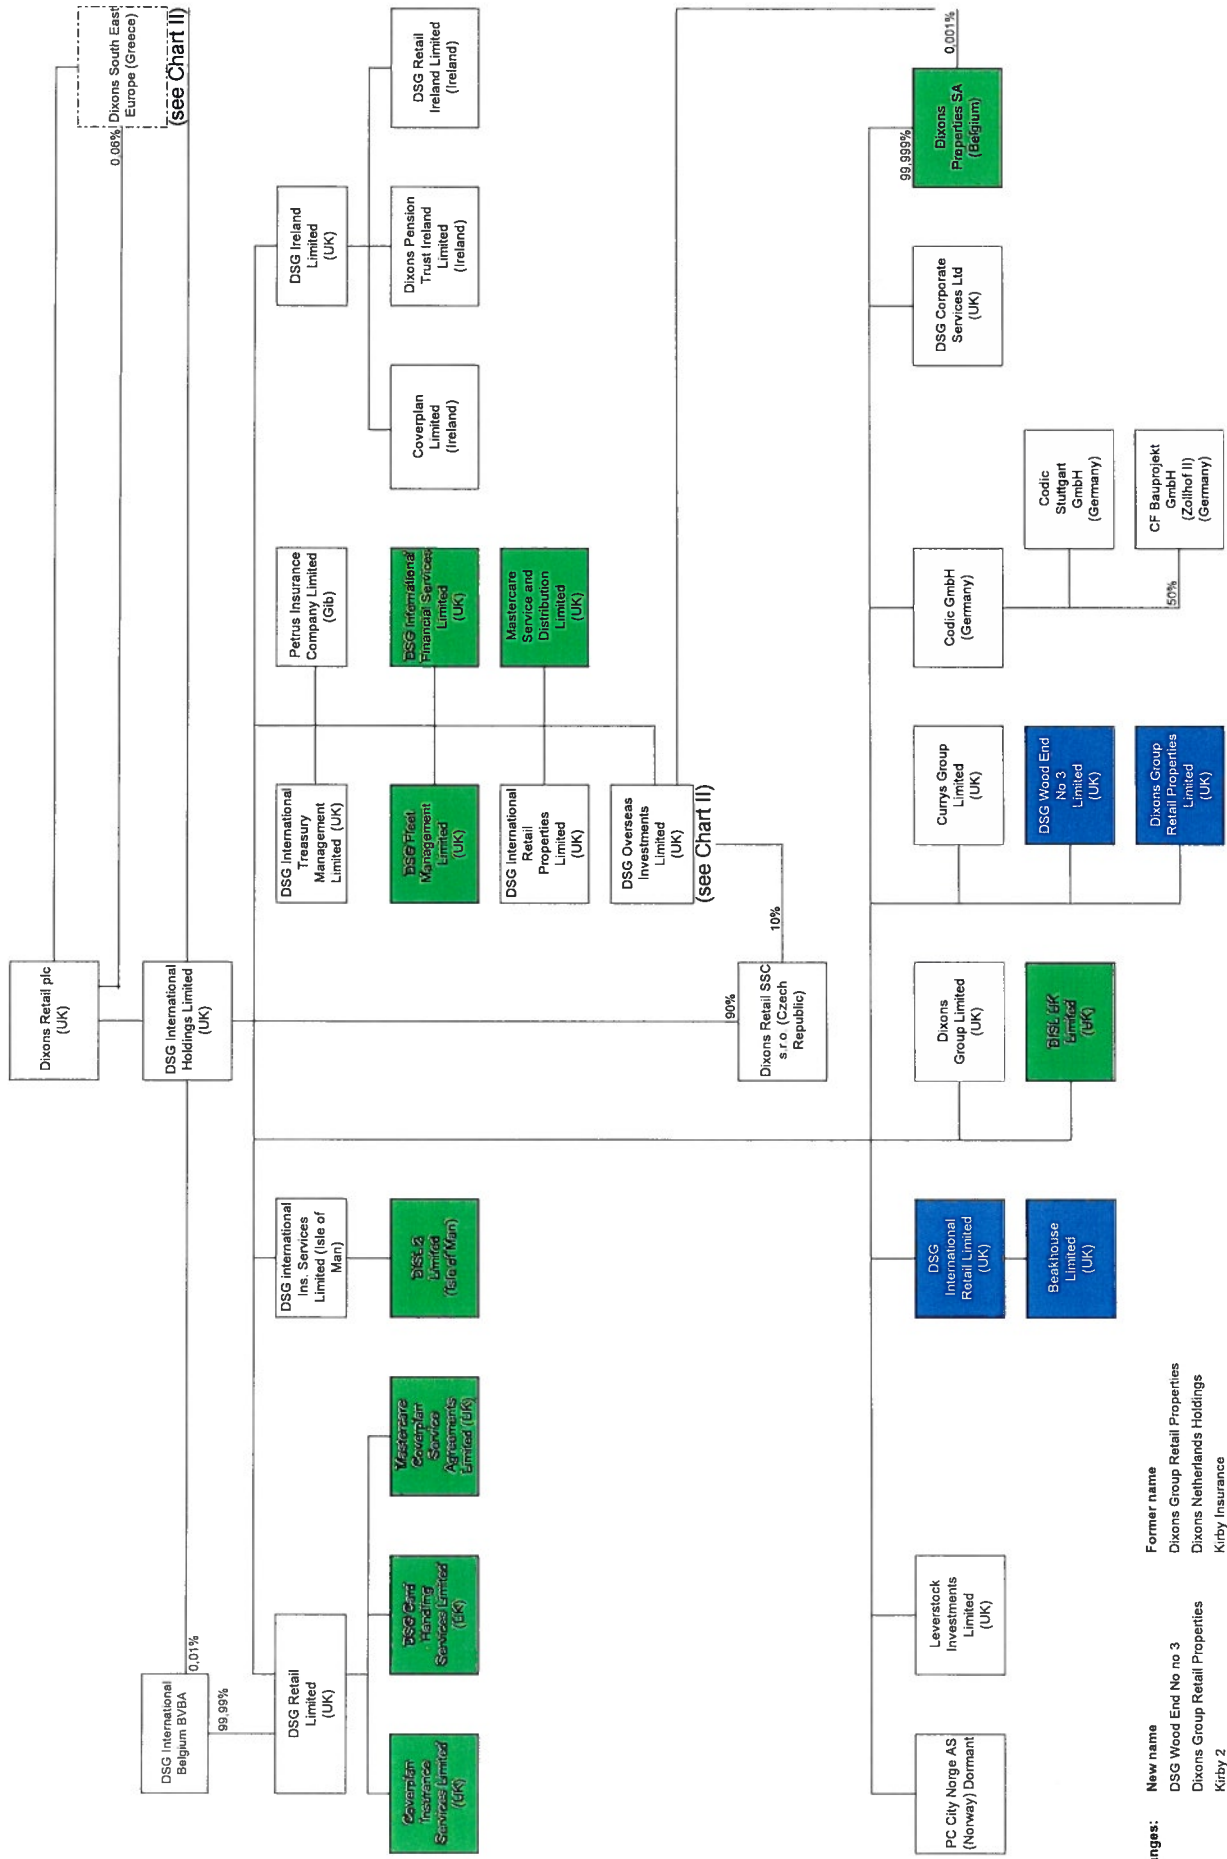 Dixons Retail plc
(UK)
Dixons South East
Europe (Greece)
(see Chart II)
0,06%
DSG International
Belgium BVBA
0,01%
99,99%
DSG International
Holdings Limited
(UK)
DSG Retail
Limited
(UK)
DSG international
Ins. Services
Limited (Isle of
Man)
DSG International
Treasury
Management
Limited (UK)
Petrus Insurance
Company Limited
(Gib)
DSG Ireland
Limited
(UK)
Coverplan
Insurance
Services Limited
(UK)
DSG Card
Handling
Services Limited
(UK)
Mastercare
Coverplan
Service
Agreements
Limited (UK)
DISL 2
Limited
(Isle of Man)
DSG Fleet
Management
Limited
(UK)
DSG International
Financial Services
Limited
(UK)
Coverplan
Limited
(Ireland)
Dixons Pension
Trust Ireland
Limited
(Ireland)
DSG Retail
Ireland Limited
(Ireland)
DSG International
Retail
Properties
Limited
(UK)
Mastercare
Service and
Distribution
Limited
(UK)
DSG Overseas
Investments
Limited
(UK)
(see Chart II)
90%
10%
Dixons Retail SSC
s.r.o. (Czech
Republic)
PC City Norge AS
(Norway) Dormant
Leverstock
Investments
Limited
(UK)
DSG
International
Retail Limited
(UK)
Dixons
Group Limited
(UK)
Currys Group
Limited
(UK)
Codic GmbH
(Germany)
DSG Corporate
Services Ltd
(UK)
99,999%
Dixons
Properties SA
(Belgium)
0,001%
Beakhouse
Limited
(UK)
DISL UK
Limited
(UK)
DSG Wood End
No 3
Limited
(UK)
Codic
Stuttgart
GmbH
(Germany)
Dixons Group
Retail Properties
Limited
(UK)
50%
CF Bauprojekt
GmbH
(Zollhof II)
(Germany)
nges:
New name
Former name
DSG Wood End No no 3
Dixons Group Retail Properties
Dixons Group Retail Properties
Dixons Netherlands Holdings
Kirby 2
Kirby Insurance